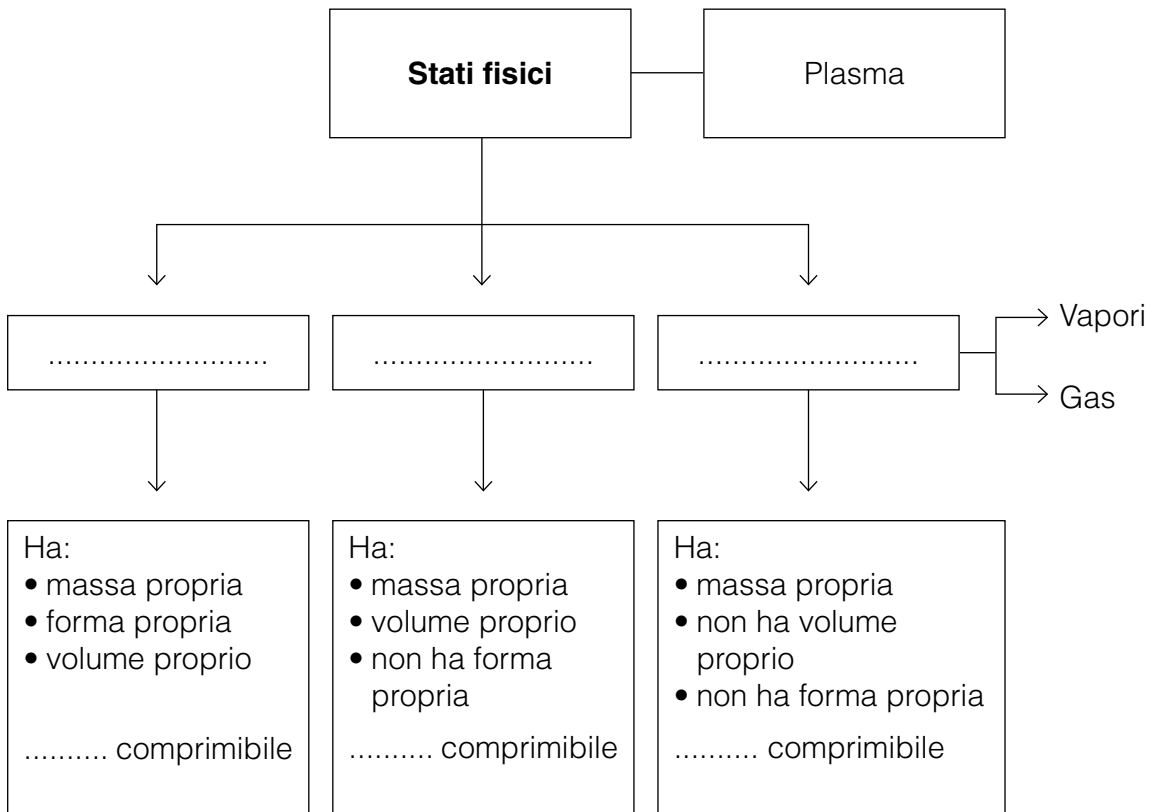 Stati fisici
Plasma
..........................
..........................
..........................
Vapori
Gas
Ha:
• massa propria
• forma propria
• volume proprio
.......... comprimibile
Ha:
• massa propria
• volume proprio
• non ha forma
propria
.......... comprimibile
Ha:
• massa propria
• non ha volume
proprio
• non ha forma propria
.......... comprimibile